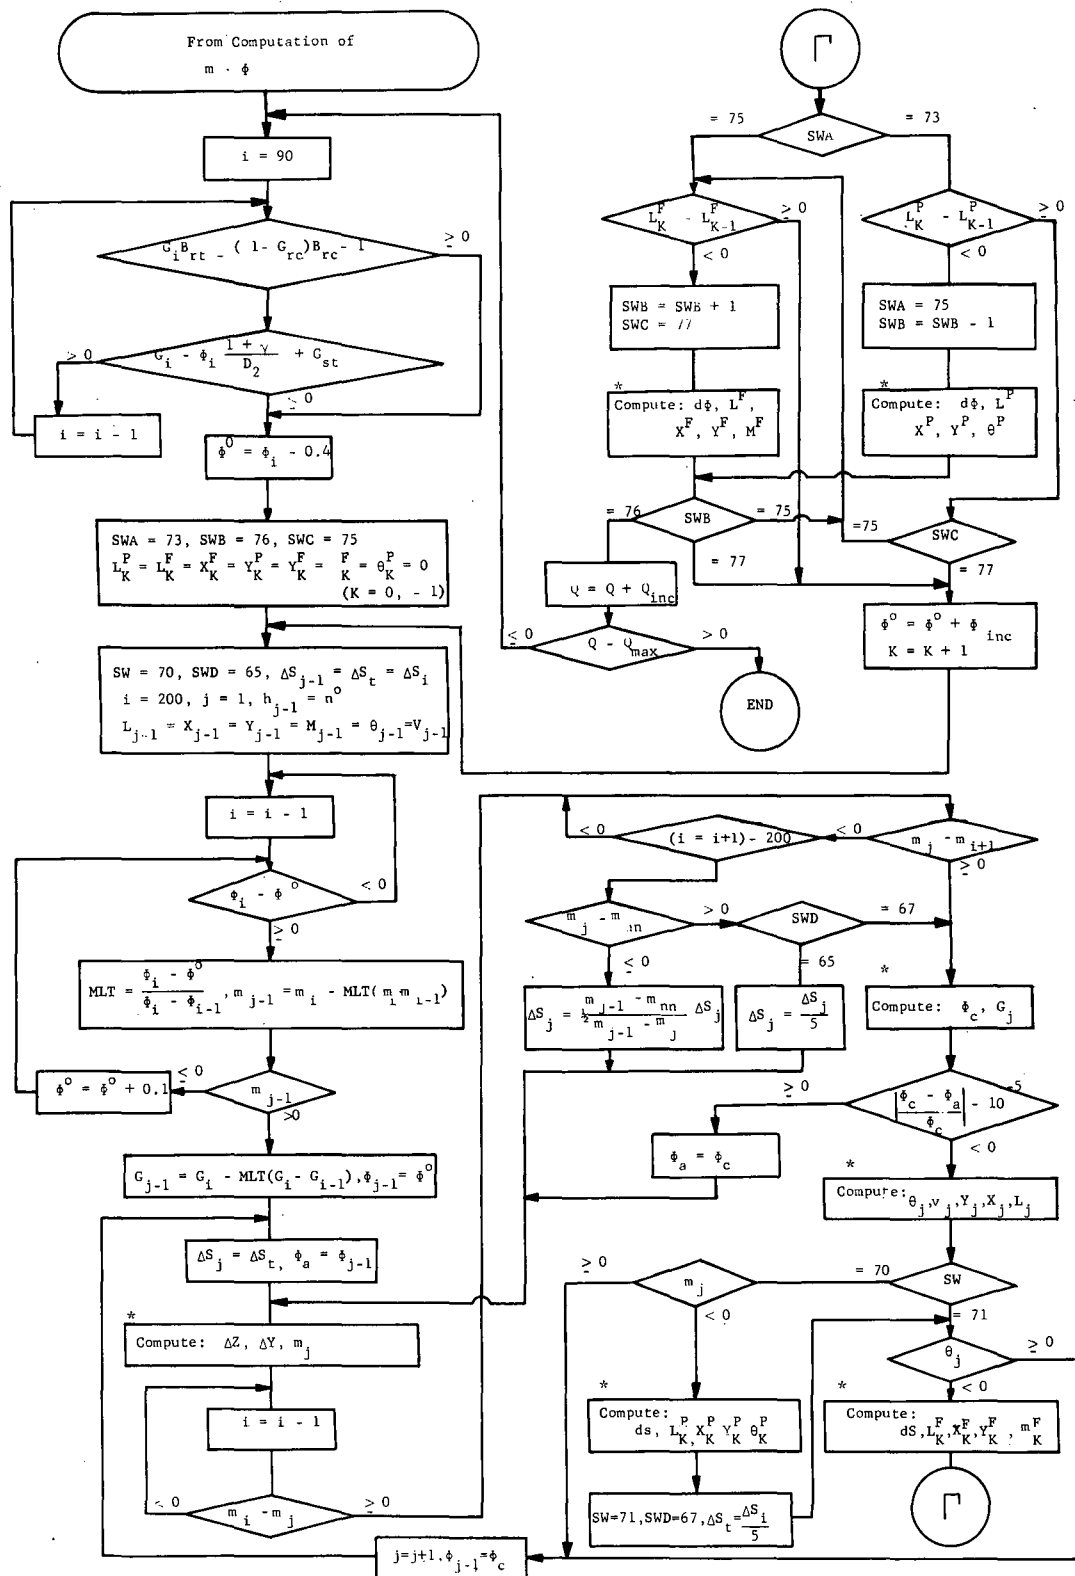 From Computation of
m · Φ
i = 90
G_i B_rt - ( 1- G_rc) B_rc - 1
≥ 0
G_i - Φ_i (1 + γ)/D_2 + G_st
> 0
≤ 0
i = i - 1
Φ^o = Φ_i - 0.4
SWA = 73, SWB = 76, SWC = 75
L_K^P = L_K^F = X_K^F = Y_K^P = Y_K^F = _K^F = θ_K^P = 0
(K = 0, - 1)
SW = 70, SWD = 65, ΔS_j-1 = ΔS_t = ΔS_i
i = 200, j = 1, h_j-1 = n^o
L_j-1 = X_j-1 = Y_j-1 = M_j-1 = θ_j-1 = V_j-1
i = i - 1
Φ_i - Φ^o
< 0
≥ 0
MLT = (Φ_i - Φ^o)/(Φ_i - Φ_i-1), m_j-1 = m_i - MLT( m_i m_i-1)
Φ^o = Φ^o + 0.1
≤ 0
m_j-1
>0
G_j-1 = G_i - MLT(G_i - G_i-1), Φ_j-1 = Φ^o
ΔS_j = ΔS_t, Φ_a = Φ_j-1
*
Compute: ΔZ, ΔY, m_j
i = i - 1
< 0
m_i - m_j
≥ 0
j=j+1, Φ_j-1 = Φ_c
Γ
= 75
SWA
= 73
L_K^F - L_K-1^F
≥ 0
< 0
L_K^P - L_K-1^P
≥ 0
< 0
SWB = SWB + 1
SWC = 77
SWA = 75
SWB = SWB - 1
*
Compute: dΦ, L^F,
X^F, Y^F, M^F
*
Compute: dΦ, L^P
X^P, Y^P, θ^P
= 76
SWB
= 75
= 77
=75
SWC
= 77
Q = Q + Q_inc
≤ 0
Q - Q_max
> 0
END
Φ^o = Φ^o + Φ_inc
K = K + 1
< 0
(i = i+1) - 200
< 0
m_j - m_i+1
≥ 0
> 0
SWD
= 67
≤ 0
= 65
ΔS_j = ½ (m_j-1 - m_nn)/(m_j-1 - m_j) ΔS_j
ΔS_j = ΔS_j/5
*
Compute: Φ_c, G_j
≥ 0
|(Φ_c - Φ_a)/Φ_c| - 10^-5
< 0
Φ_a = Φ_c
*
Compute: θ_j, v_j, Y_j, X_j, L_j
≥ 0
m_j
= 70
SW
< 0
= 71
θ_j
≥ 0
< 0
*
Compute:
ds, L_K^P, X_K^P Y_K^P θ_K^P
*
Compute:
dS, L_K^F, X_K^F, Y_K^F, m_K^F
SW=71, SWD=67, ΔS_t = ΔS_i/5
Γ